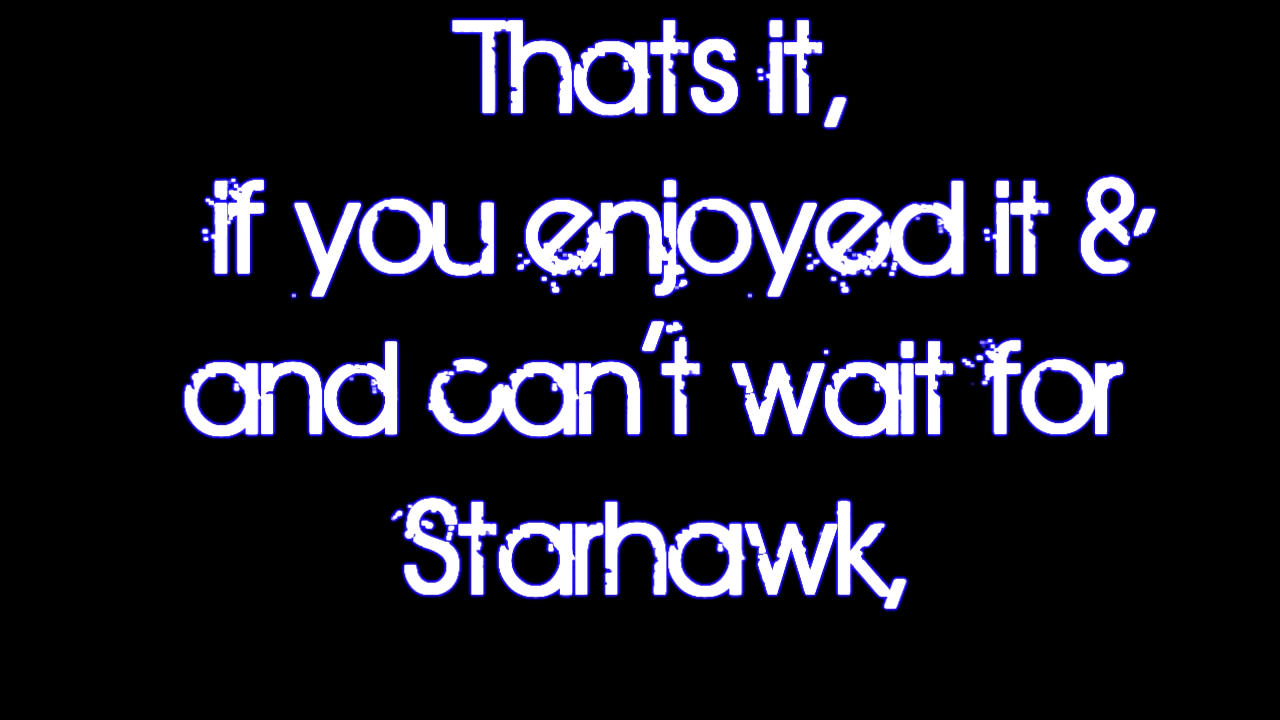 Thats it,
if you enjoyed it &
and can't wait for
Starhawk,